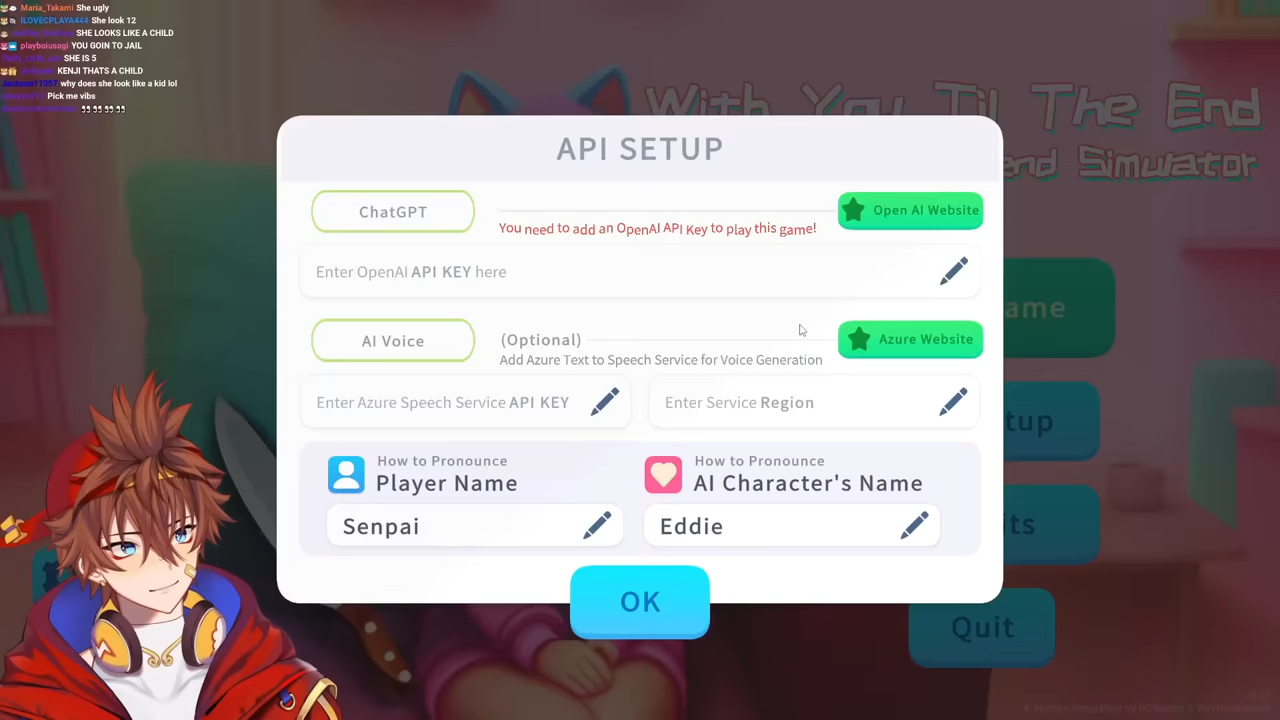 Maria_Takami She ugly
ILOVECPLAYA444 She look 12
SHE LOOKS LIKE A CHILD
playboiusagi YOU GOIN TO JAIL
SHE IS 5
KENJI THATS A CHILD
Jackson11057 why does she look like a kid lol
Pick me vibs
With You Til The End
end Simulator
API SETUP
ChatGPT
Open AI Website
You need to add an OpenAI API Key to play this game!
Enter OpenAI API KEY here
AI Voice
(Optional)
Azure Website
Add Azure Text to Speech Service for Voice Generation
Enter Azure Speech Service API KEY
Enter Service Region
How to Pronounce
Player Name
How to Pronounce
AI Character's Name
Senpai
Eddie
OK
ame
tup
its
Quit